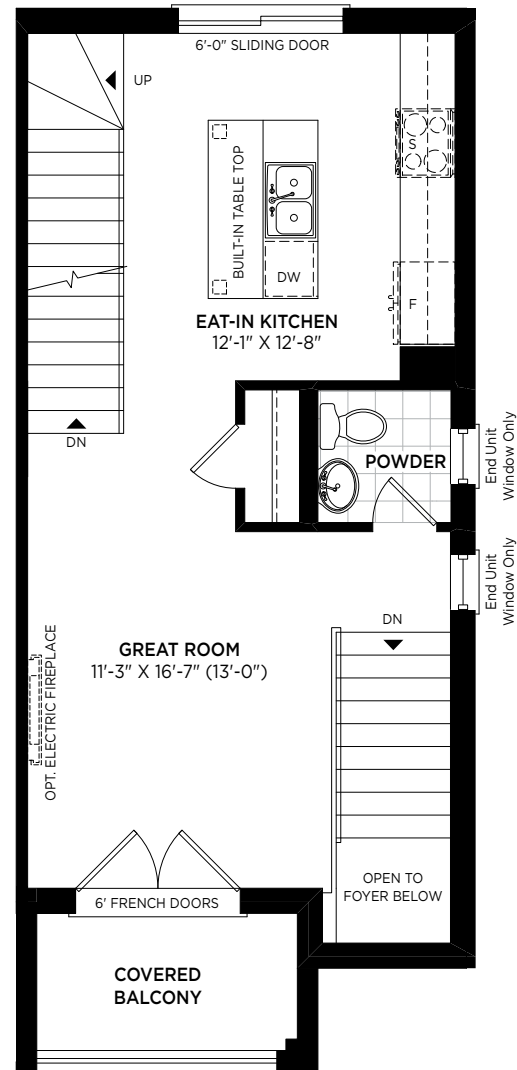 6'-0" SLIDING DOOR
UP
S
BUILT-IN TABLE TOP
DW
F
EAT-IN KITCHEN
12'-1" X 12'-8"
DN
POWDER
End Unit
Window Only
End Unit
Window Only
DN
GREAT ROOM
11'-3" X 16'-7" (13'-0")
OPT. ELECTRIC FIREPLACE
OPEN TO
FOYER BELOW
6' FRENCH DOORS
COVERED
BALCONY